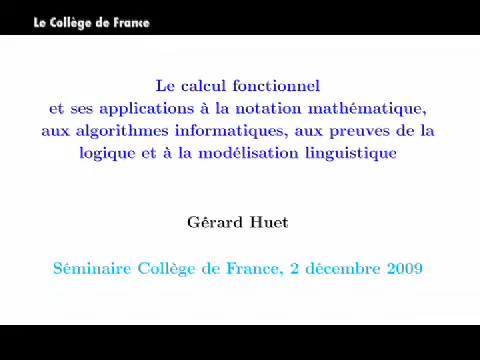 Le Collège de France
Le calcul fonctionnel
et ses applications à la notation mathématique,
aux algorithmes informatiques, aux preuves de la
logique et à la modélisation linguistique
Gérard Huet
Séminaire Collège de France, 2 décembre 2009